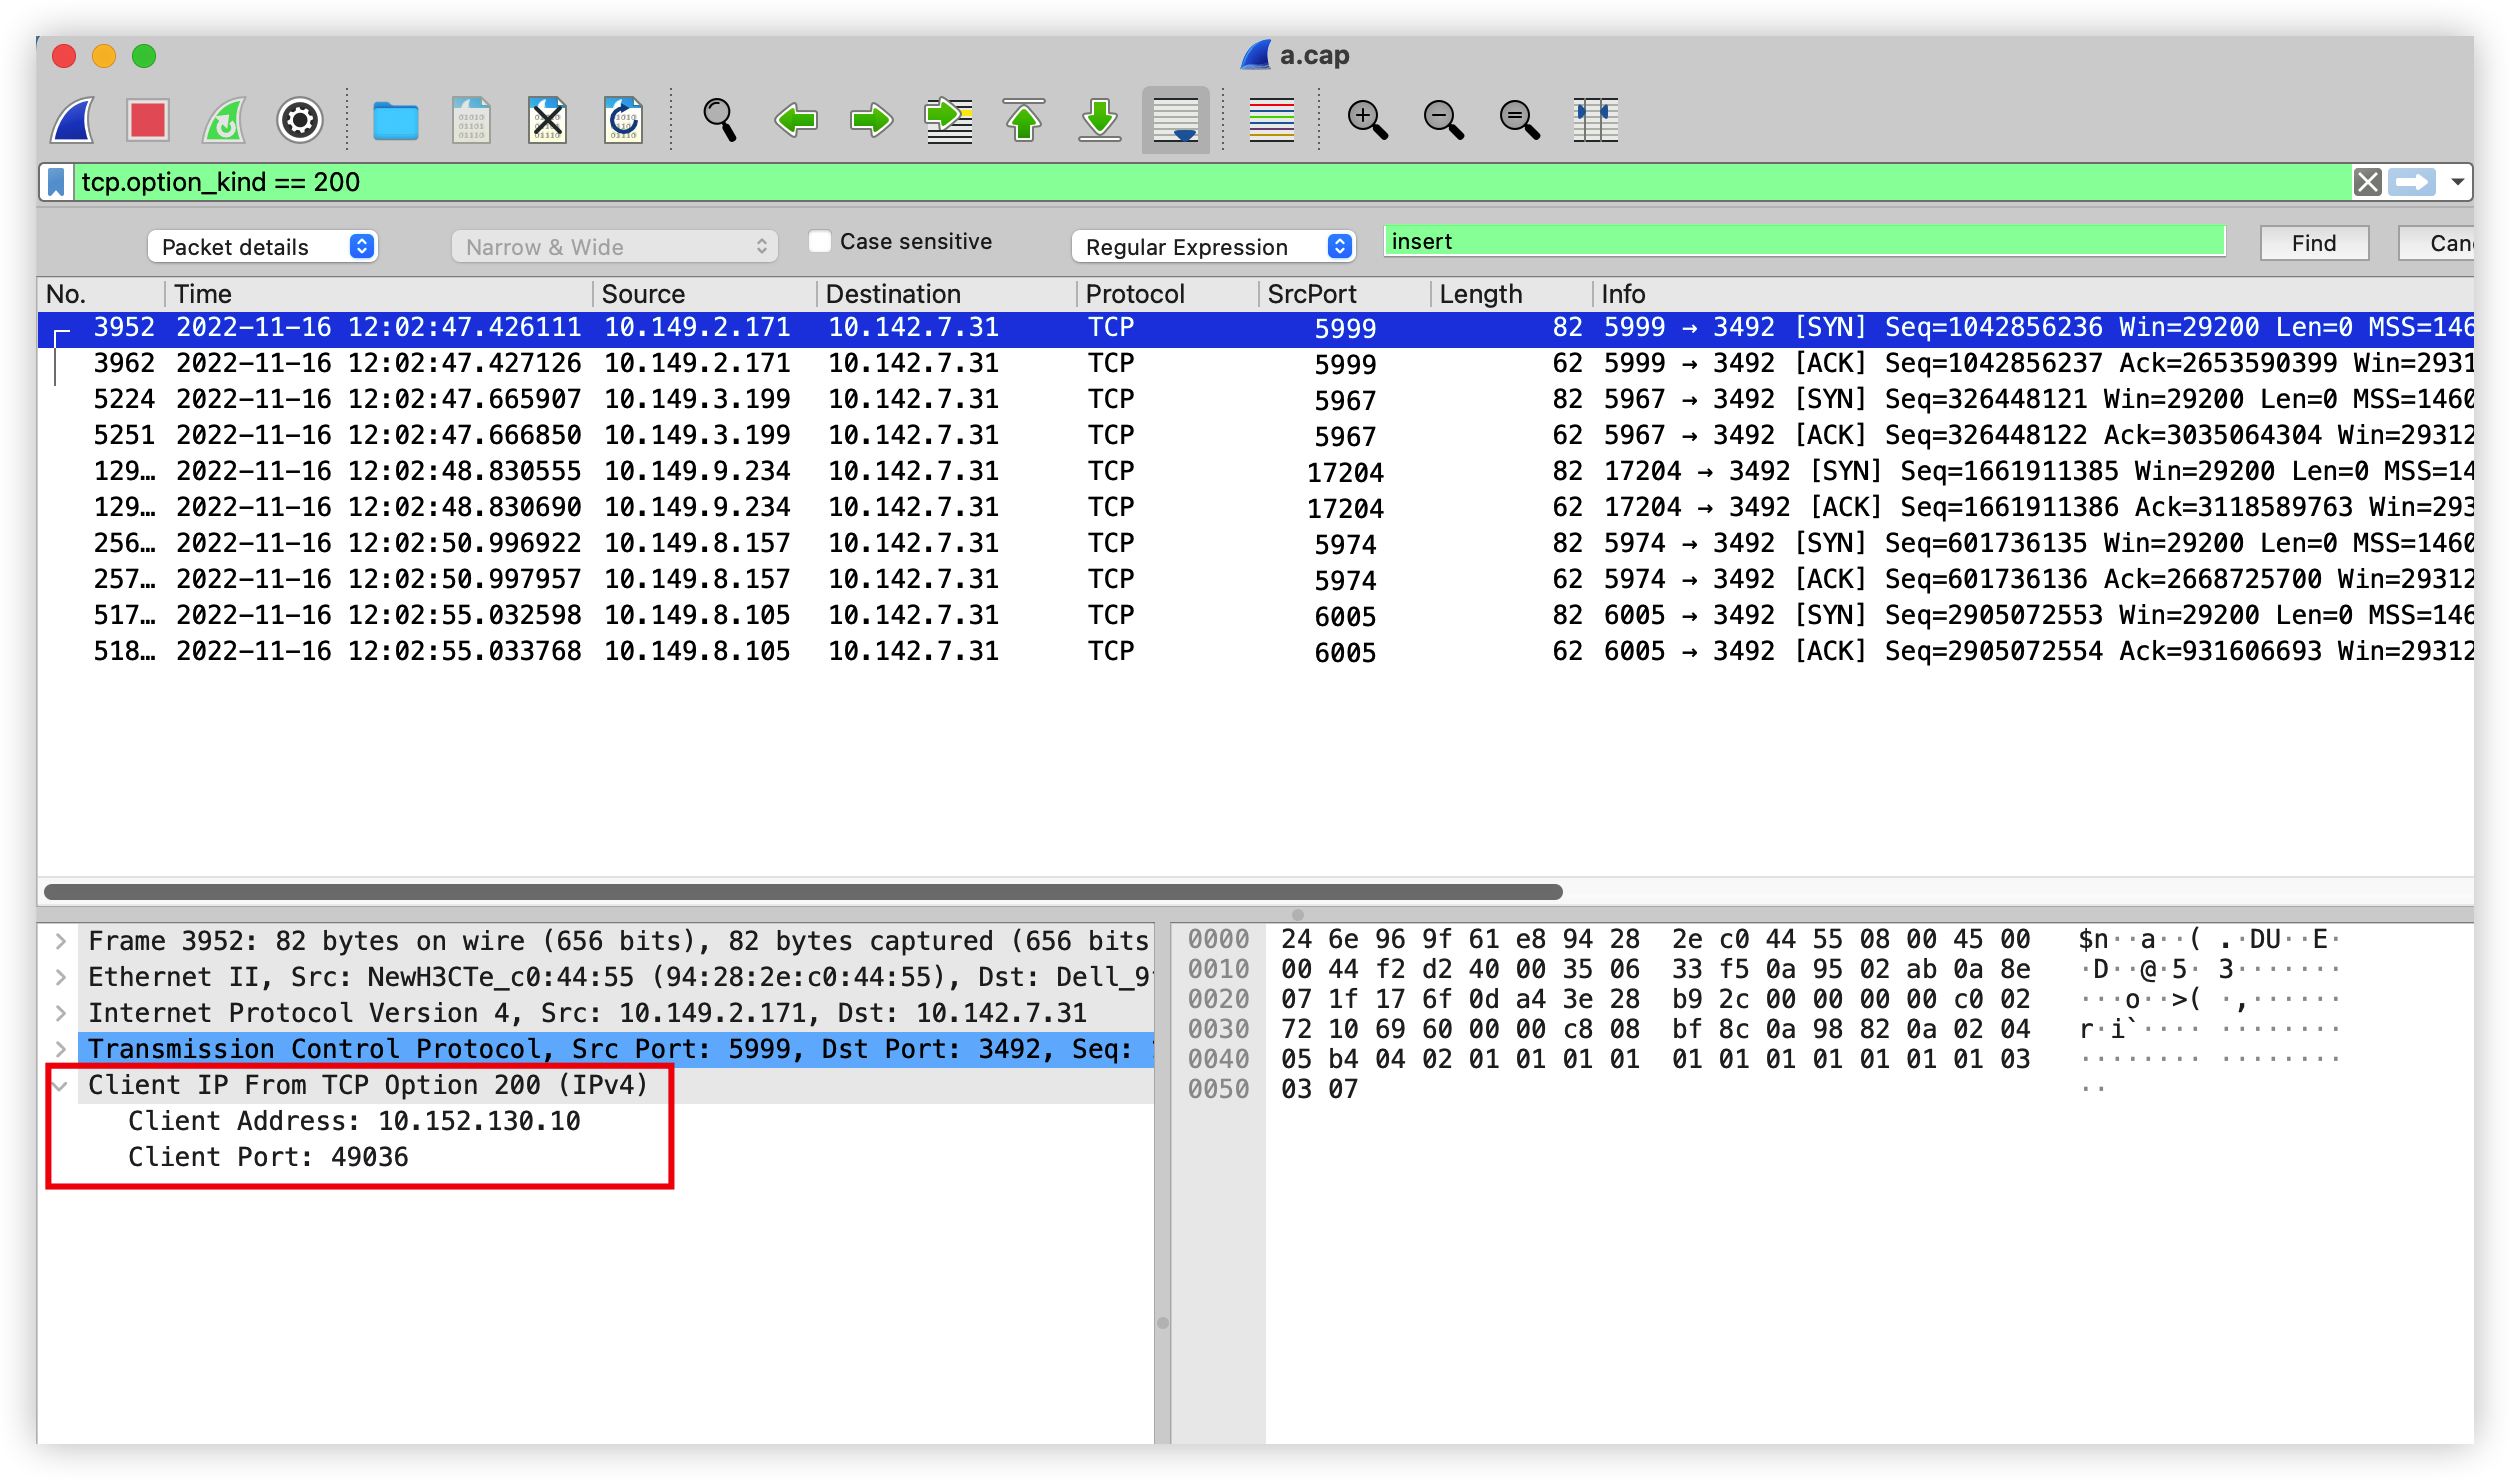 a.cap
tcp.option_kind == 200
Packet details Narrow & Wide Case sensitive Regular Expression insert Find Can
No. Time Source Destination Protocol SrcPort Length Info
3952 2022-11-16 12:02:47.426111 10.149.2.171 10.142.7.31 TCP 5999 82 5999 → 3492 [SYN] Seq=1042856236 Win=29200 Len=0 MSS=146
3962 2022-11-16 12:02:47.427126 10.149.2.171 10.142.7.31 TCP 5999 62 5999 → 3492 [ACK] Seq=1042856237 Ack=2653590399 Win=2931
5224 2022-11-16 12:02:47.665907 10.149.3.199 10.142.7.31 TCP 5967 82 5967 → 3492 [SYN] Seq=326448121 Win=29200 Len=0 MSS=1460
5251 2022-11-16 12:02:47.666850 10.149.3.199 10.142.7.31 TCP 5967 62 5967 → 3492 [ACK] Seq=326448122 Ack=3035064304 Win=29312
129… 2022-11-16 12:02:48.830555 10.149.9.234 10.142.7.31 TCP 17204 82 17204 → 3492 [SYN] Seq=1661911385 Win=29200 Len=0 MSS=14
129… 2022-11-16 12:02:48.830690 10.149.9.234 10.142.7.31 TCP 17204 62 17204 → 3492 [ACK] Seq=1661911386 Ack=3118589763 Win=293
256… 2022-11-16 12:02:50.996922 10.149.8.157 10.142.7.31 TCP 5974 82 5974 → 3492 [SYN] Seq=601736135 Win=29200 Len=0 MSS=1460
257… 2022-11-16 12:02:50.997957 10.149.8.157 10.142.7.31 TCP 5974 62 5974 → 3492 [ACK] Seq=601736136 Ack=2668725700 Win=29312
517… 2022-11-16 12:02:55.032598 10.149.8.105 10.142.7.31 TCP 6005 82 6005 → 3492 [SYN] Seq=2905072553 Win=29200 Len=0 MSS=146
518… 2022-11-16 12:02:55.033768 10.149.8.105 10.142.7.31 TCP 6005 62 6005 → 3492 [ACK] Seq=2905072554 Ack=931606693 Win=29312
Frame 3952: 82 bytes on wire (656 bits), 82 bytes captured (656 bits
Ethernet II, Src: NewH3CTe_c0:44:55 (94:28:2e:c0:44:55), Dst: Dell_9
Internet Protocol Version 4, Src: 10.149.2.171, Dst: 10.142.7.31
Transmission Control Protocol, Src Port: 5999, Dst Port: 3492, Seq:
Client IP From TCP Option 200 (IPv4)
Client Address: 10.152.130.10
Client Port: 49036
0000 24 6e 96 9f 61 e8 94 28 2e c0 44 55 08 00 45 00 $n··a··( .·DU··E·
0010 00 44 f2 d2 40 00 35 06 33 f5 0a 95 02 ab 0a 8e ·D··@·5· 3·······
0020 07 1f 17 6f 0d a4 3e 28 b9 2c 00 00 00 00 c0 02 ···o··>( ·,······
0030 72 10 69 60 00 00 c8 08 bf 8c 0a 98 82 0a 02 04 r·i`···· ········
0040 05 b4 04 02 01 01 01 01 01 01 01 01 01 01 01 03 ········ ········
0050 03 07 ··